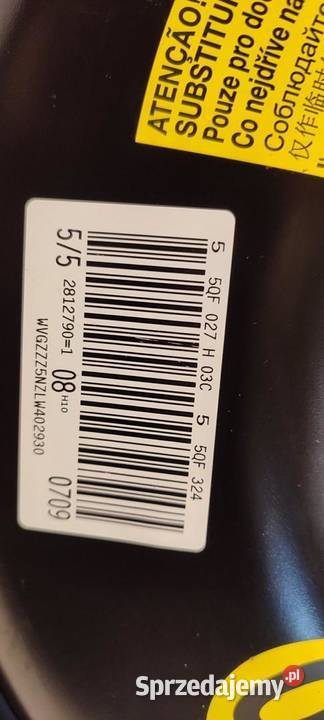 ATENÇÃO!
SUBSTITU
Pouze pro do
Co nejdříve na
Соблюдайте
仅作临时
5 5QF 027 H 03C 5 5QF 324
5/5 2812790=1 08 H10 0709
WVGZZZ5NZLW402930
Sprzedajemy.pl